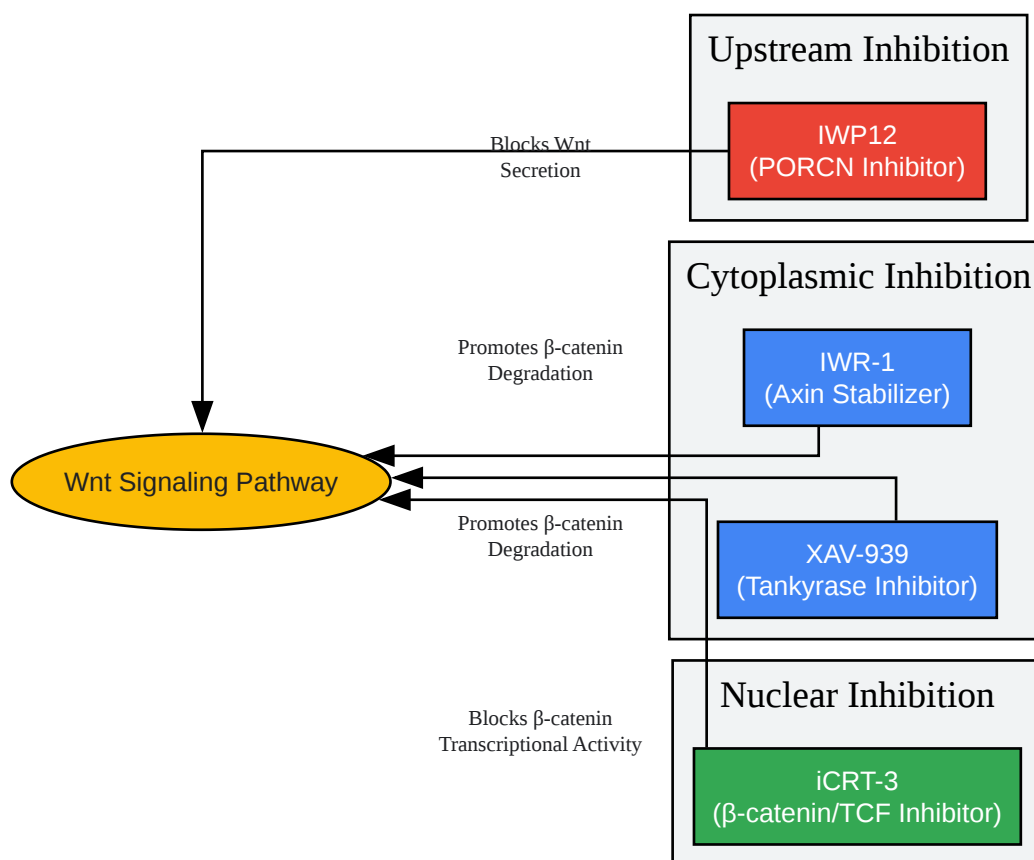 Upstream Inhibition
IWP12
(PORCN Inhibitor)
Blocks Wnt
Secretion
Cytoplasmic Inhibition
IWR-1
(Axin Stabilizer)
Promotes β-catenin
Degradation
Wnt Signaling Pathway
Promotes β-catenin
Degradation
XAV-939
(Tankyrase Inhibitor)
Nuclear Inhibition
Blocks β-catenin
Transcriptional Activity
iCRT-3
(β-catenin/TCF Inhibitor)